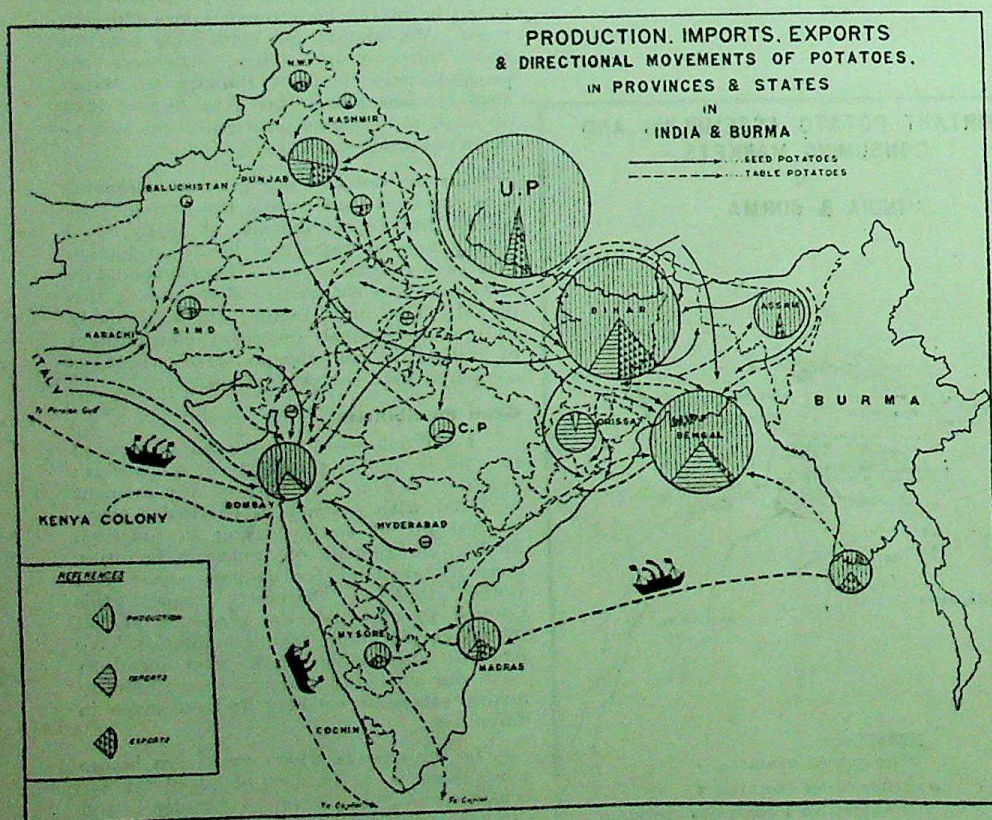 PRODUCTION, IMPORTS, EXPORTS
& DIRECTIONAL MOVEMENTS OF POTATOES,
IN PROVINCES & STATES
IN
INDIA & BURMA
SEED POTATOES
TABLE POTATOES
N.W.F.
KASHMIR
PUNJAB
BALUCHISTAN
U.P
BIHAR
ASSAM
SIND
KARACHI
ITALY
To Persian Gulf
C.P
ORISSA
BENGAL
BURMA
BOMBAY
KENYA COLONY
HYDERABAD
REFERENCES
PRODUCTION
IMPORTS
EXPORTS
MYSORE
MADRAS
COCHIN
To Ceylon
To Ceylon